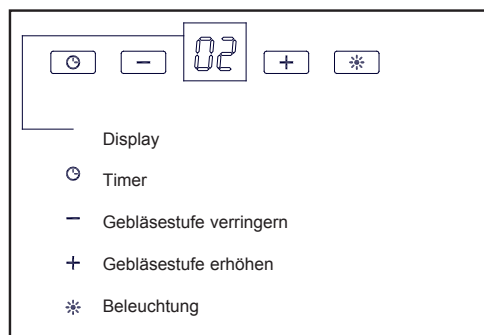 02
Display
Timer
− Gebläsestufe verringern
+ Gebläsestufe erhöhen
Beleuchtung